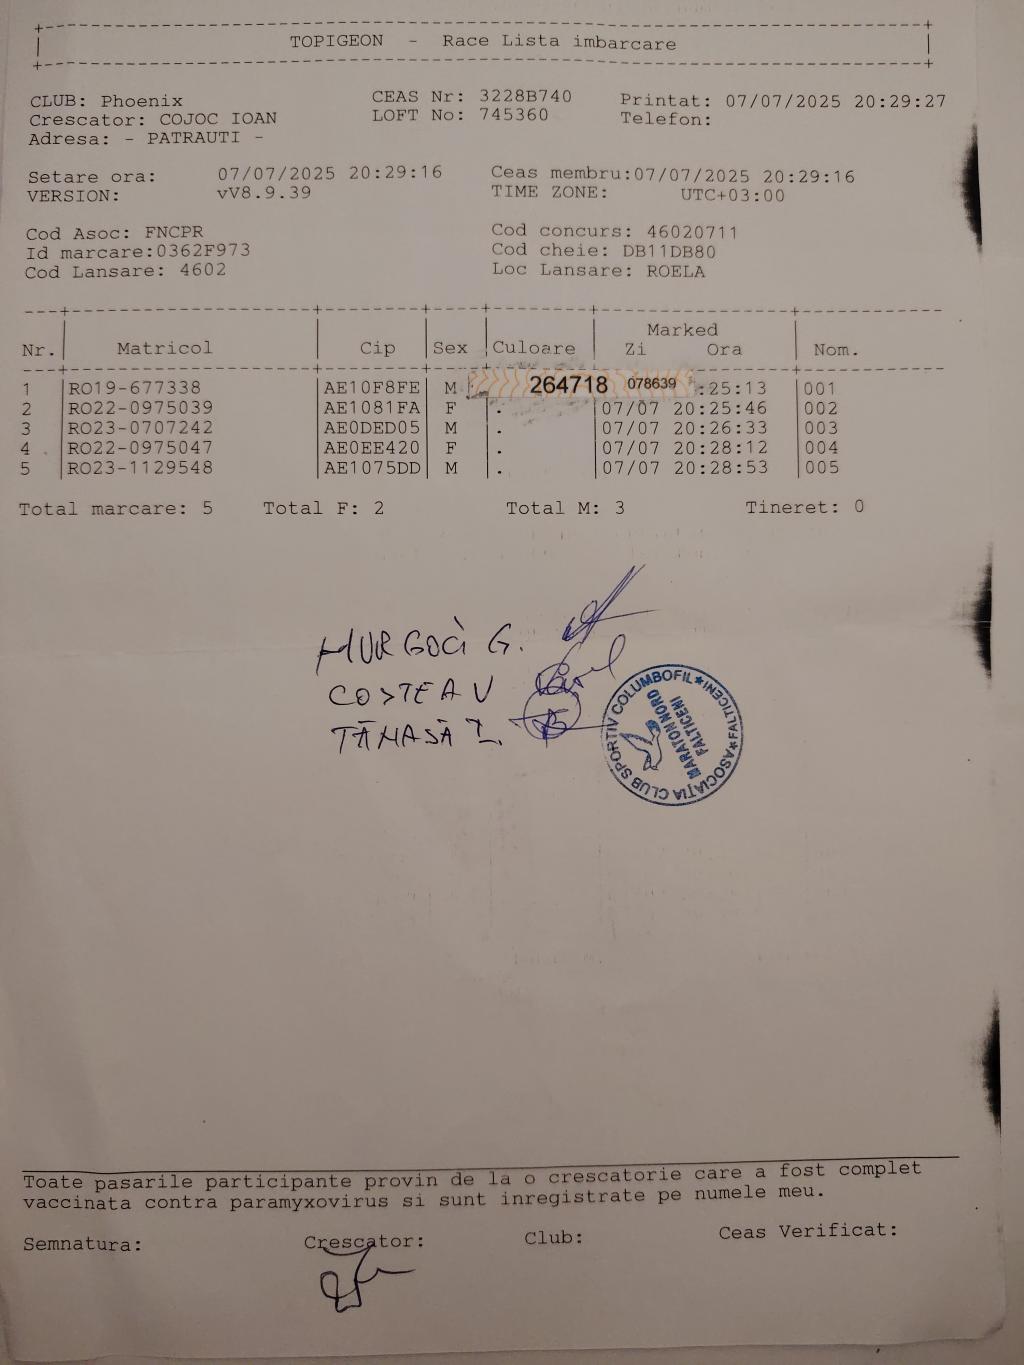 TOPIGEON - Race Lista imbarcare
CLUB: Phoenix CEAS Nr: 3228B740 Printat: 07/07/2025 20:29:27
Crescator: COJOC IOAN LOFT No: 745360 Telefon:
Adresa: - PATRAUTI -
Setare ora: 07/07/2025 20:29:16 Ceas membru:07/07/2025 20:29:16
VERSION: vV8.9.39 TIME ZONE: UTC+03:00
Cod Asoc: FNCPR Cod concurs: 46020711
Id marcare:0362F973 Cod cheie: DB11DB80
Cod Lansare: 4602 Loc Lansare: ROELA
Marked
Nr. Matricol Cip Sex Culoare Zi Ora Nom.
1 RO19-677338 AE10F8FE M 264718 078639 :25:13 001
2 RO22-0975039 AE1081FA F . 07/07 20:25:46 002
3 RO23-0707242 AE0DED05 M . 07/07 20:26:33 003
4 RO22-0975047 AE0EE420 F . 07/07 20:28:12 004
5 RO23-1129548 AE1075DD M . 07/07 20:28:53 005
Total marcare: 5 Total F: 2 Total M: 3 Tineret: 0
HURGOCI G.
COSTEA V
TĂNASĂ I.
ASOCIAȚIA CLUB SPORTIV COLUMBOFIL★FALTICENI★
MARATON NORD
FALTICENI
Toate pasarile participante provin de la o crescatorie care a fost complet
vaccinata contra paramyxovirus si sunt inregistrate pe numele meu.
Semnatura: Crescator: Club: Ceas Verificat: